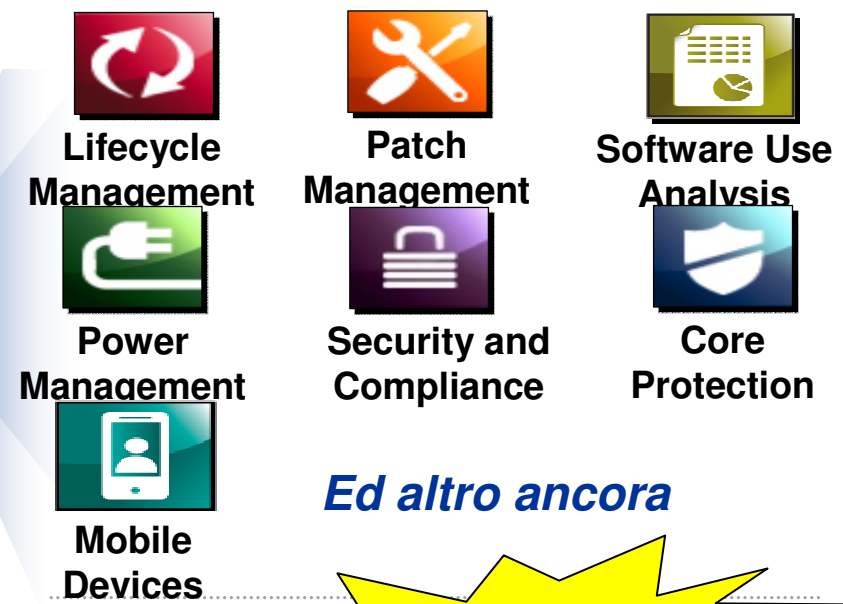 Lifecycle
Management
Patch
Management
Software Use
Analysis
Power
Management
Security and
Compliance
Core
Protection
Mobile
Devices
Ed altro ancora